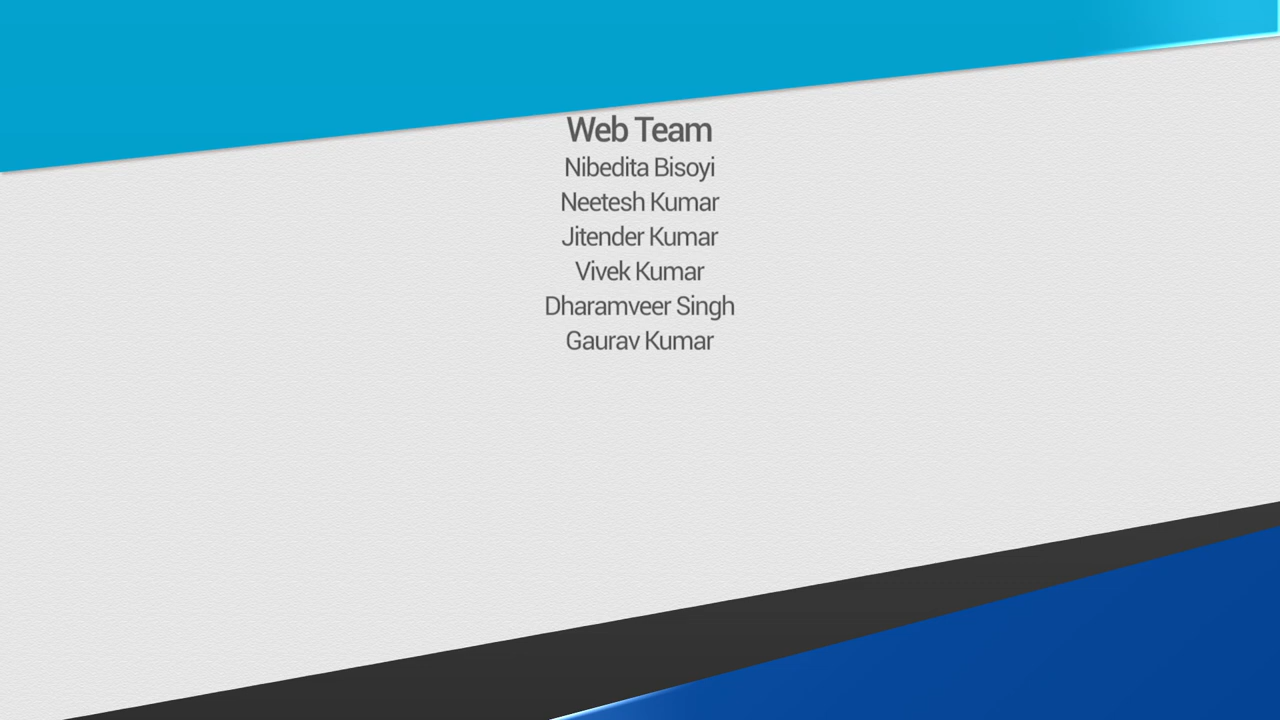 Web Team
Nibedita Bisoyi
Neetesh Kumar
Jitender Kumar
Vivek Kumar
Dharamveer Singh
Gaurav Kumar